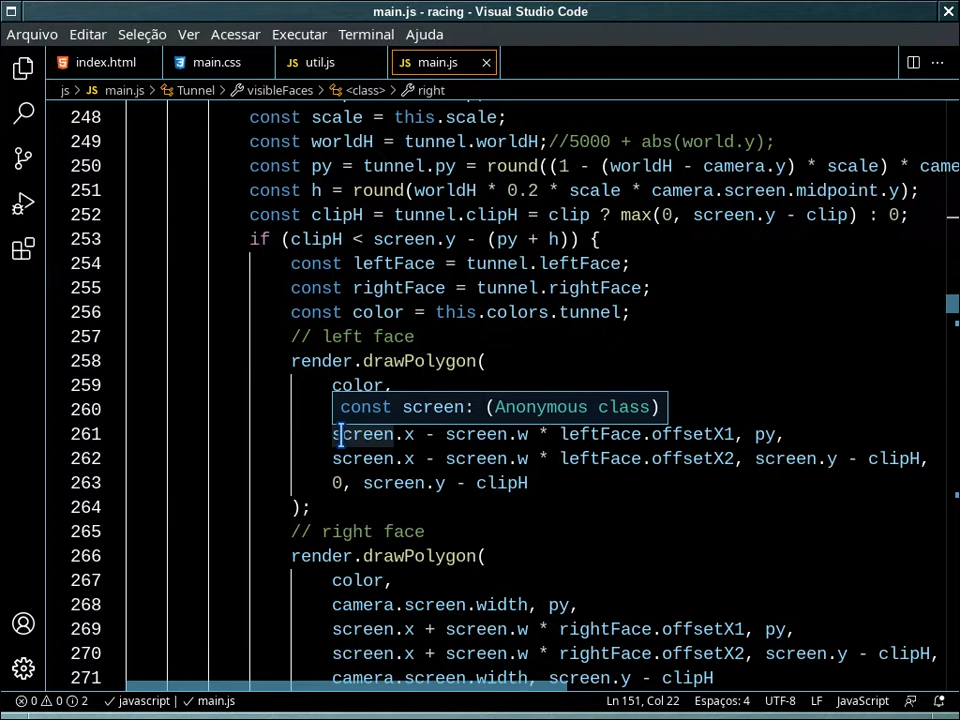 main.js - racing - Visual Studio Code
Arquivo Editar Seleção Ver Acessar Executar Terminal Ajuda
index.html main.css JS util.js JS main.js
js > JS main.js > Tunnel > visibleFaces > <class> > right
248 const scale = this.scale;
249 const worldH = tunnel.worldH;//5000 + abs(world.y);
250 const py = tunnel.py = round((1 - (worldH - camera.y) * scale) * came
251 const h = round(worldH * 0.2 * scale * camera.screen.midpoint.y);
252 const clipH = tunnel.clipH = clip ? max(0, screen.y - clip) : 0;
253 if (clipH < screen.y - (py + h)) {
254 const leftFace = tunnel.leftFace;
255 const rightFace = tunnel.rightFace;
256 const color = this.colors.tunnel;
257 // left face
258 render.drawPolygon(
259 color,
260 const screen: (Anonymous class)
261 screen.x - screen.w * leftFace.offsetX1, py,
262 screen.x - screen.w * leftFace.offsetX2, screen.y - clipH,
263 0, screen.y - clipH
264 );
265 // right face
266 render.drawPolygon(
267 color,
268 camera.screen.width, py,
269 screen.x + screen.w * rightFace.offsetX1, py,
270 screen.x + screen.w * rightFace.offsetX2, screen.y - clipH,
271 camera.screen.width, screen.y - clipH
0 0 2 javascript | main.js Ln 151, Col 22 Espaços: 4 UTF-8 LF JavaScript